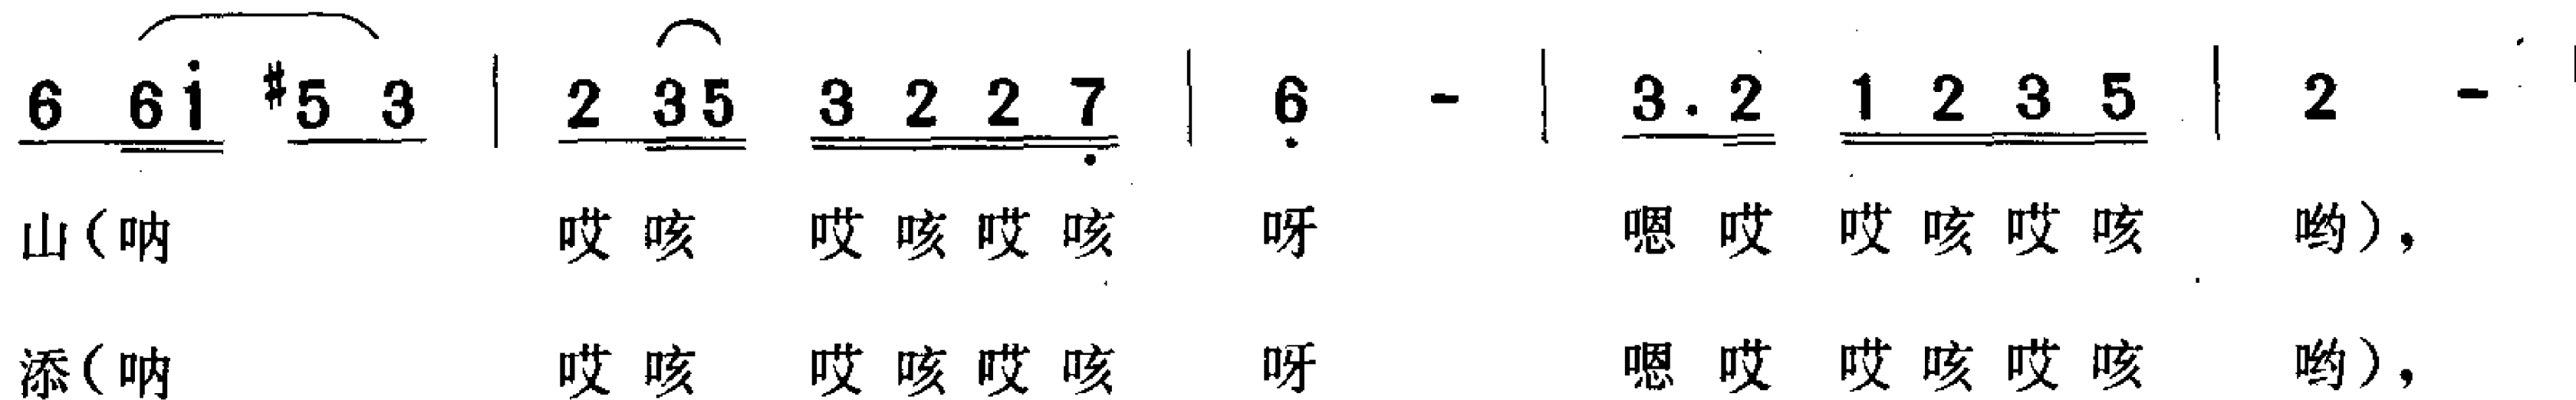 6 6i #5 3 | 2 35 3 2 2 7 | 6 - | 3. 2 1 2 3 5 | 2 -
山(呐 哎 咳 哎 咳 哎 咳 呀 嗯 哎 哎 咳 哎 咳 哟),
添(呐 哎 咳 哎 咳 哎 咳 呀 嗯 哎 哎 咳 哎 咳 哟),